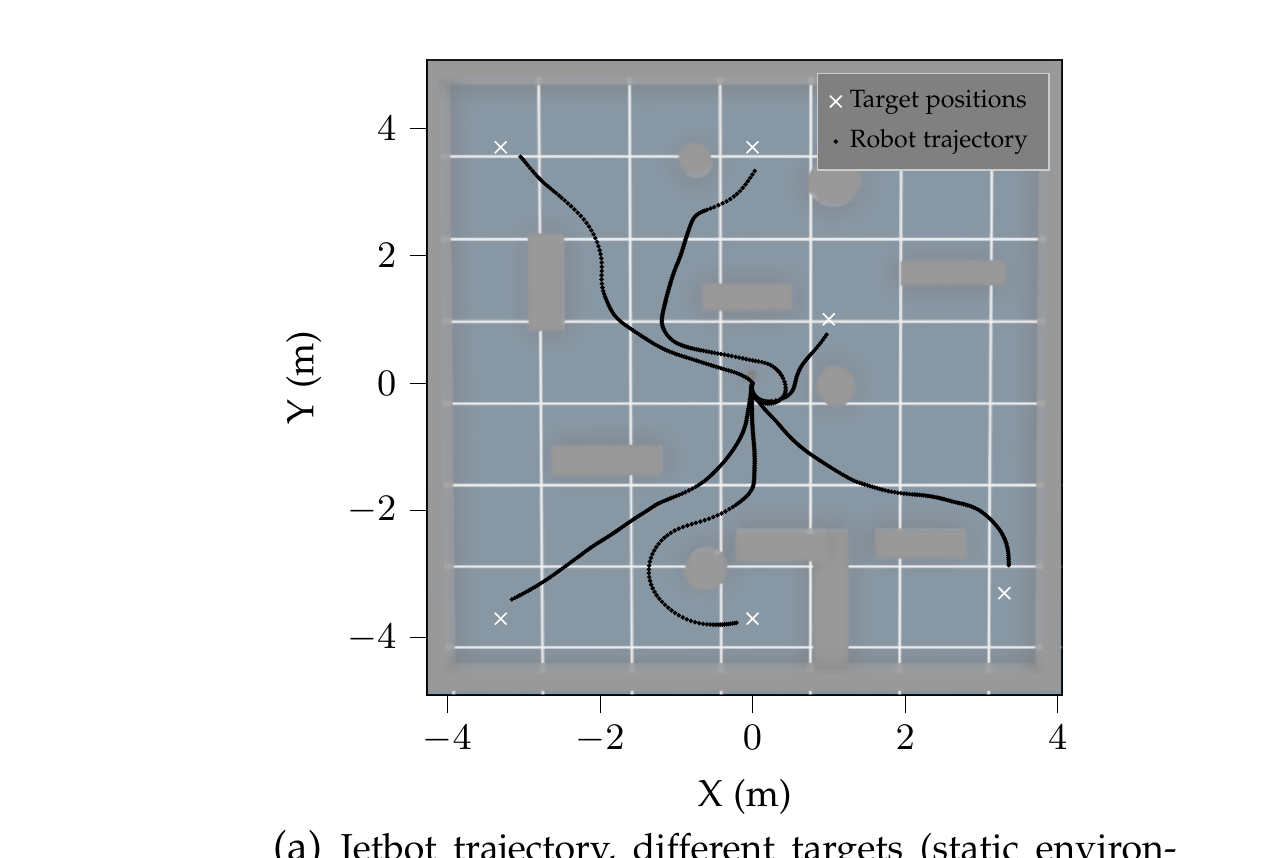 Target positions
Robot trajectory
4
2
0
−2
−4
Y (m)
−4 −2 0 2 4
X (m)
(a) Jetbot trajectory, different targets (static environ-